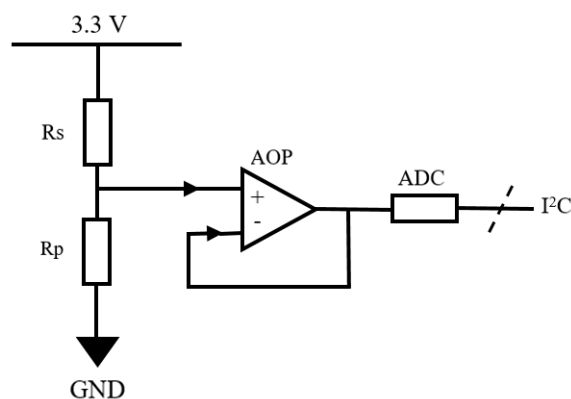 3.3 V
Rs
AOP
ADC
+
-
I²C
Rp
GND